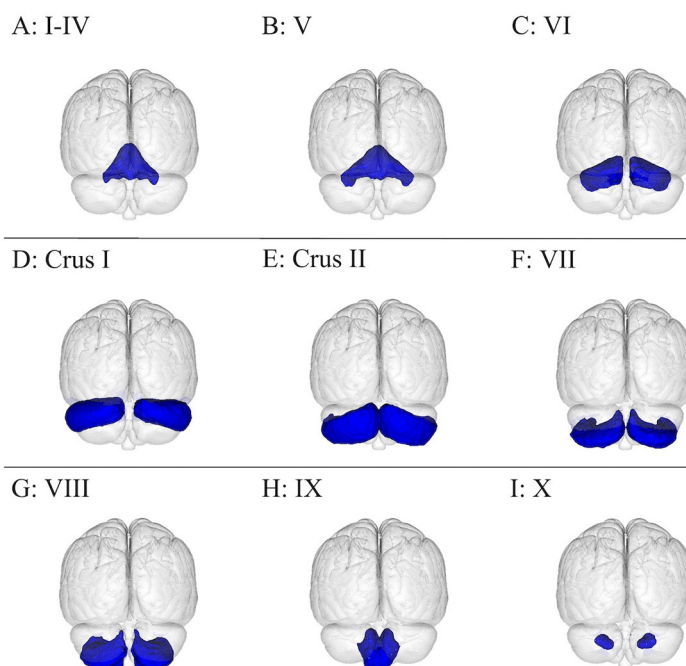 A: I-IV
B: V
C: VI
D: Crus I
E: Crus II
F: VII
G: VIII
H: IX
I: X